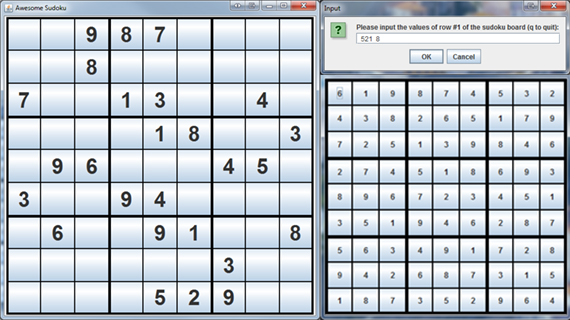 Awesome Sudoku
9 8 7
8
7 1 3 4
1 8 3
9 6 4 5
3 9 4
6 9 1 8
3
5 2 9
Input
Please input the values of row #1 of the sudoku board (q to quit):
521 8
OK Cancel
6 1 9 8 7 4 5 3 2
4 3 8 2 6 5 1 7 9
7 2 5 1 3 9 8 4 6
2 7 4 5 1 8 6 9 3
8 9 6 7 2 3 4 5 1
3 5 1 9 4 6 2 8 7
5 6 3 4 9 1 7 2 8
9 4 2 6 8 7 3 1 5
1 8 7 3 5 2 9 6 4